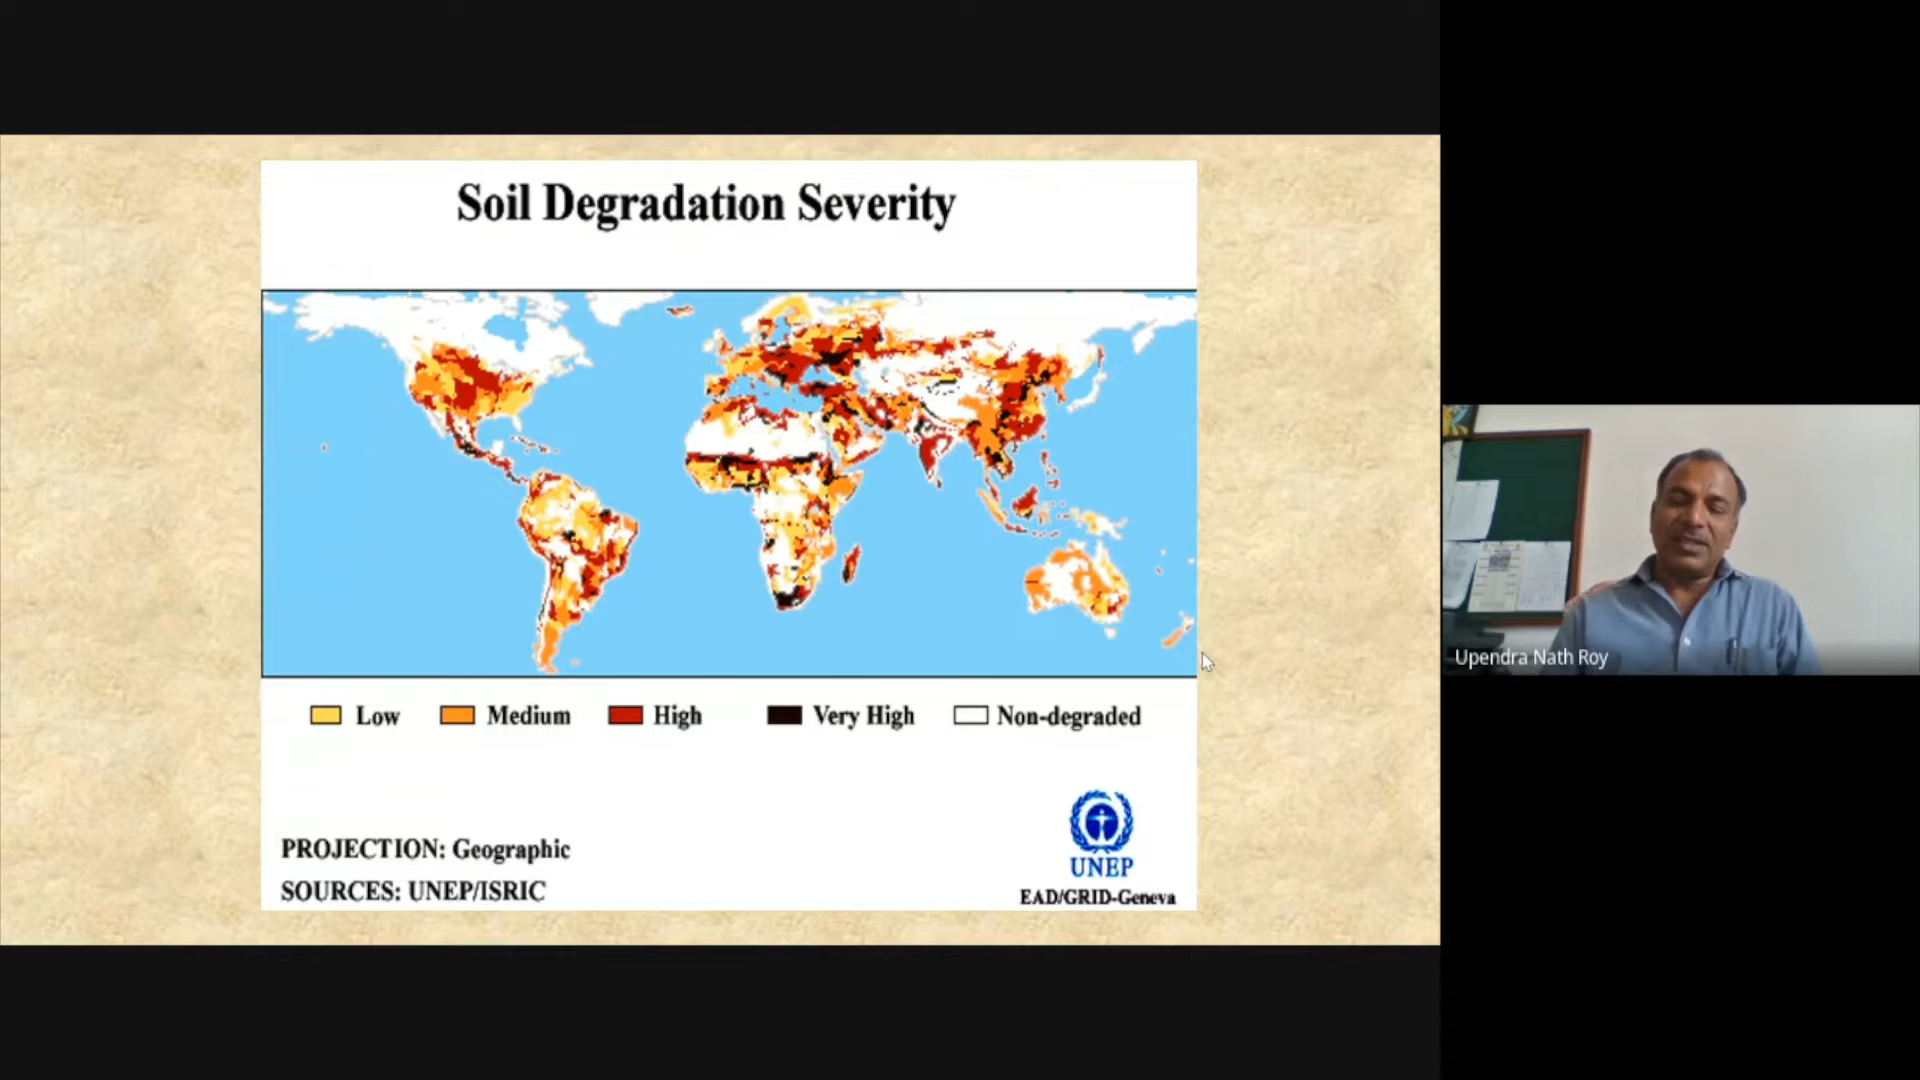 Soil Degradation Severity
Low Medium High Very High Non-degraded
PROJECTION: Geographic
SOURCES: UNEP/ISRIC
UNEP
EAD/GRID-Geneva
Upendra Nath Roy